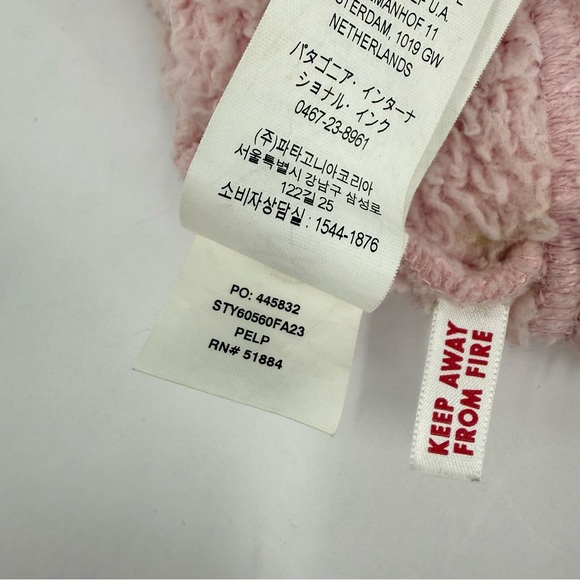 U.A.
MANHOF 11
STERDAM, 1019 GW
NETHERLANDS
パタゴニア・インターナ
ショナル・インク
0467-23-8961
(주)파타고니아코리아
서울특별시 강남구 삼성로
122길 25
소비자상담실 : 1544-1876
PO: 445832
STY60560FA23
PELP
RN# 51884
KEEP AWAY
FROM FIRE